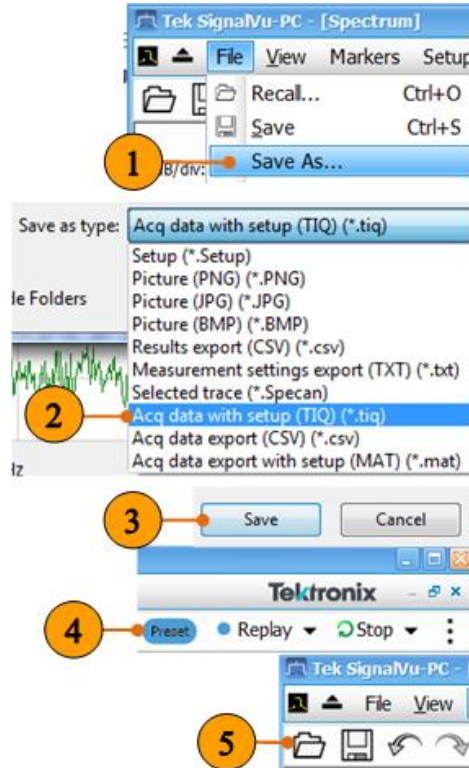 Tek SignalVu-PC - [Spectrum]
File View Markers Setup
Recall... Ctrl+O
Save Ctrl+S
1
Save As...
B/div:
Save as type: Acq data with setup (TIQ) (*.tiq)
Setup (*.Setup)
Picture (PNG) (*.PNG)
le Folders
Picture (JPG) (*.JPG)
Picture (BMP) (*.BMP)
Results export (CSV) (*.csv)
Measurement settings export (TXT) (*.txt)
Selected trace (*.Specan)
2
Acq data with setup (TIQ) (*.tiq)
Acq data export (CSV) (*.csv)
Hz
Acq data export with setup (MAT) (*.mat)
3
Save Cancel
Tektronix
4
Preset Replay Stop
Tek SignalVu-PC -
File View
5